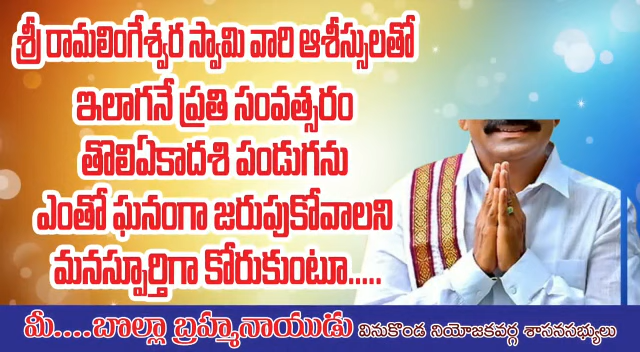 శ్రీ రామలింగేశ్వర స్వామి వారి ఆశీస్సులతో
ఇలాగనే ప్రతి సంవత్సరం
తొలిఏకాదశి పండుగను
ఎంతో ఘనంగా జరుపుకోవాలని
మనస్పూర్తిగా కోరుకుంటూ.....
మీ....బొల్లా బ్రహ్మనాయుడు వినుకొండ నియోజకవర్గ శాసనసభ్యులు